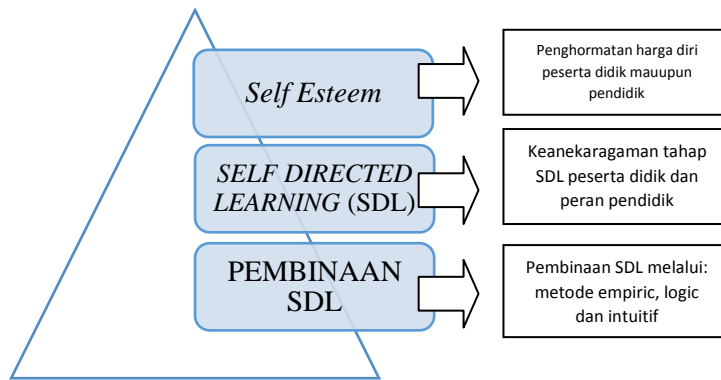 Self Esteem
Penghormatan harga diri
peserta didik mauupun
pendidik
SELF DIRECTED
LEARNING (SDL)
Keanekaragaman tahap
SDL peserta didik dan
peran pendidik
PEMBINAAN
SDL
Pembinaan SDL melalui:
metode empiric, logic
dan intuitif